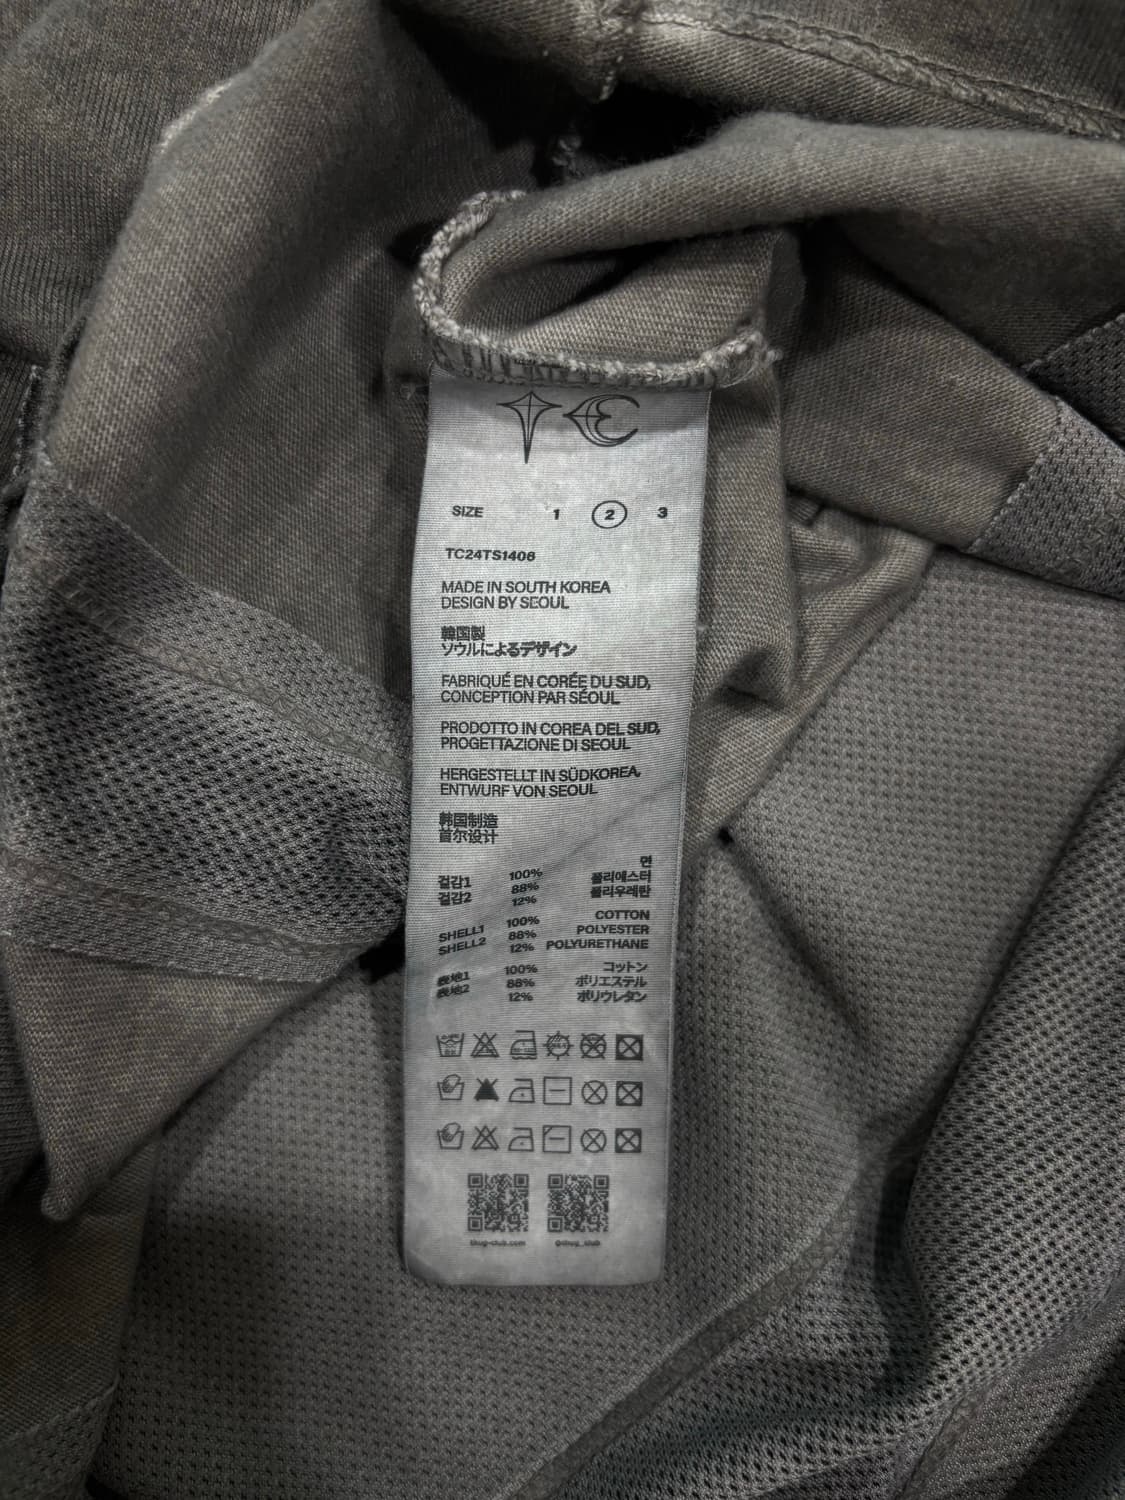 SIZE 1 2 3
TC24TS1406
MADE IN SOUTH KOREA
DESIGN BY SEOUL
韓国製
ソウルによるデザイン
FABRIQUÉ EN CORÉE DU SUD,
CONCEPTION PAR SÉOUL
PRODOTTO IN COREA DEL SUD,
PROGETTAZIONE DI SEOUL
HERGESTELLT IN SÜDKOREA,
ENTWURF VON SEOUL
韩国制造
首尔设计
겉감1 100% 면
겉감2 88% 폴리에스터
12% 폴리우레탄
SHELL1 100% COTTON
SHELL2 88% POLYESTER
12% POLYURETHANE
表地1 100% コットン
表地2 88% ポリエステル
12% ポリウレタン
thug-club.com @thug_club